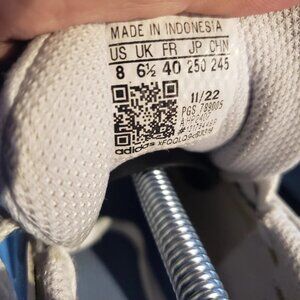 MADE IN INDONESIA
US UK FR JP CHN
8 6½ 40 250 245
11/22
PGS 789005
adidas